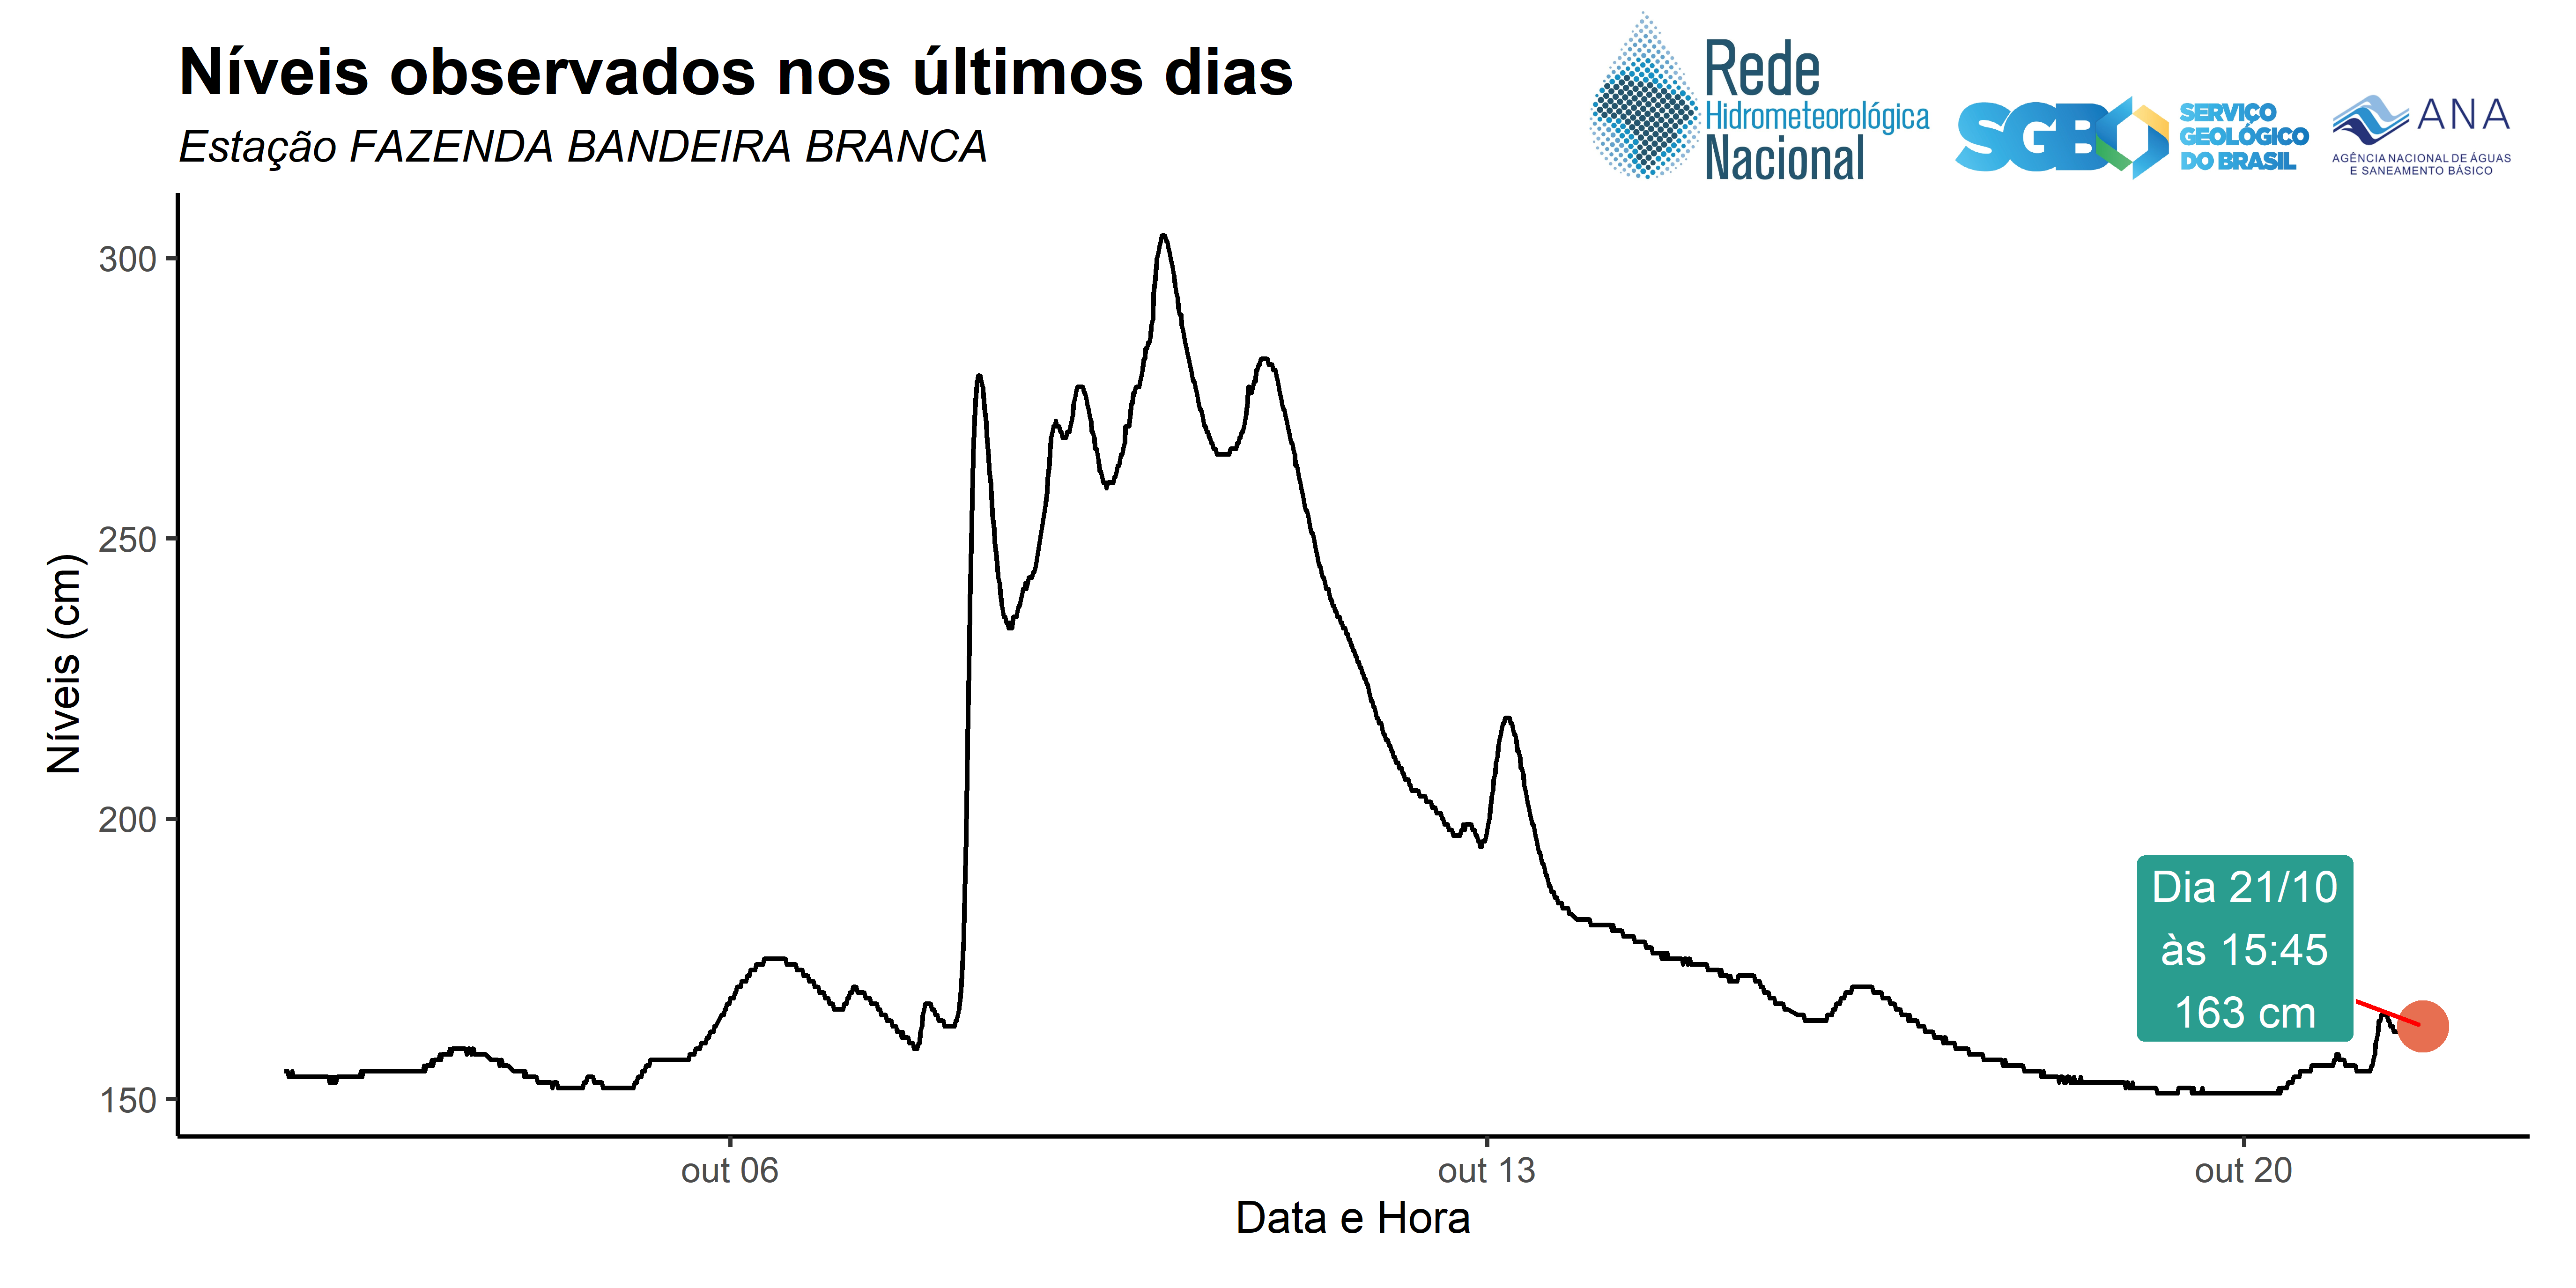 Níveis observados nos últimos dias
Estação FAZENDA BANDEIRA BRANCA
Rede
Hidrometeorológica
Nacional
SGB
SERVIÇO
GEOLÓGICO
DO BRASIL
ANA
AGÊNCIA NACIONAL DE ÁGUAS
E SANEAMENTO BÁSICO
Níveis (cm)
300
250
200
150
Dia 21/10
às 15:45
163 cm
out 06
out 13
out 20
Data e Hora